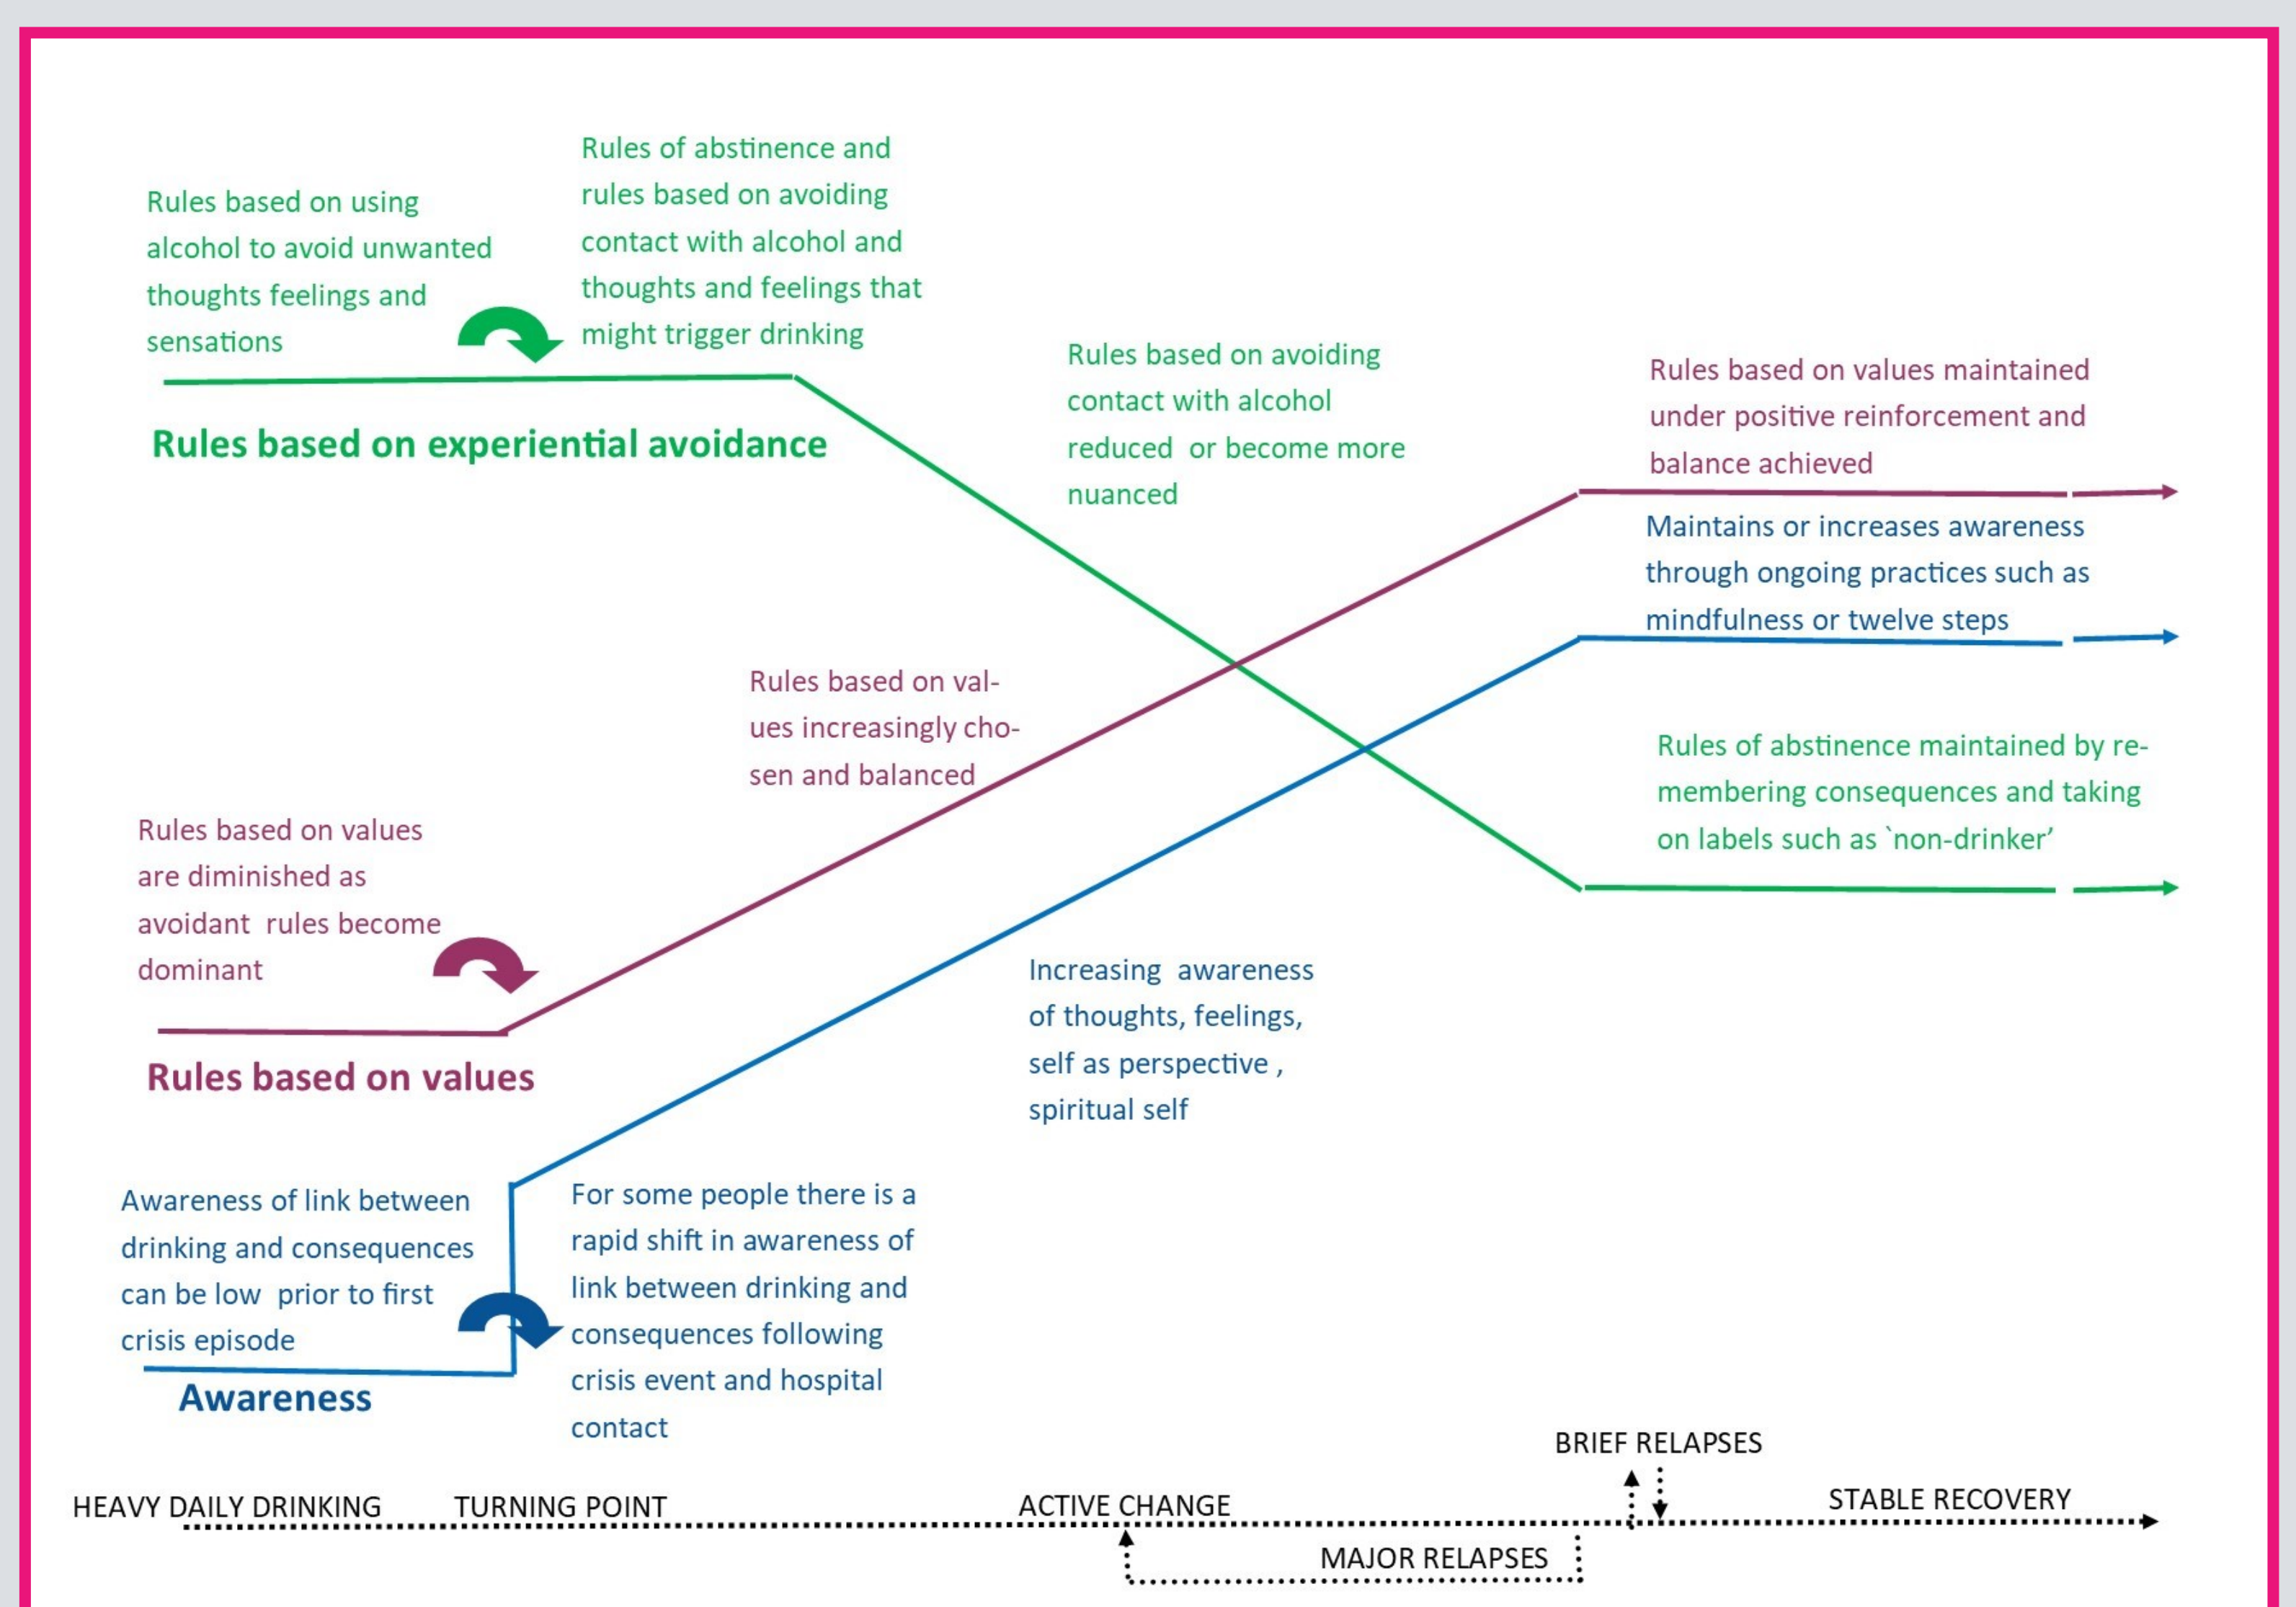 Rules based on using
alcohol to avoid unwanted
thoughts feelings and
sensations
Rules of abstinence and
rules based on avoiding
contact with alcohol and
thoughts and feelings that
might trigger drinking
Rules based on experiential avoidance
Rules based on avoiding
contact with alcohol
reduced  or become more
nuanced
Rules based on values maintained
under positive reinforcement and
balance achieved
Maintains or increases awareness
through ongoing practices such as
mindfulness or twelve steps
Rules based on val-
ues increasingly cho-
sen and balanced
Rules of abstinence maintained by re-
membering consequences and taking
on labels such as `non-drinker’
Rules based on values
are diminished as
avoidant  rules become
dominant
Rules based on values
Increasing  awareness
of thoughts, feelings,
self as perspective ,
spiritual self
Awareness of link between
drinking and consequences
can be low  prior to first
crisis episode
Awareness
For some people there is a
rapid shift in awareness of
link between drinking and
consequences following
crisis event and hospital
contact
BRIEF RELAPSES
HEAVY DAILY DRINKING
TURNING POINT
ACTIVE CHANGE
STABLE RECOVERY
MAJOR RELAPSES